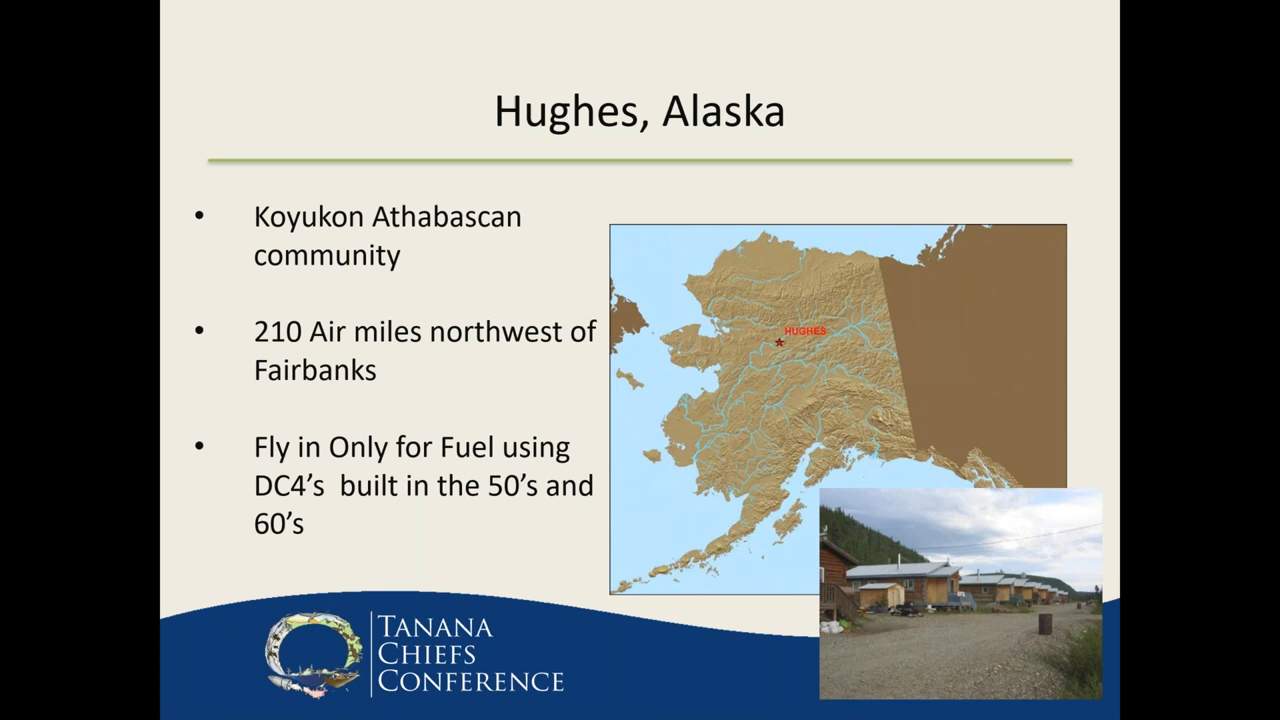 Hughes, Alaska
• Koyukon Athabascan
community
• 210 Air miles northwest of
Fairbanks
• Fly in Only for Fuel using
DC4’s built in the 50’s and
60’s
HUGHES
TANANA
CHIEFS
CONFERENCE